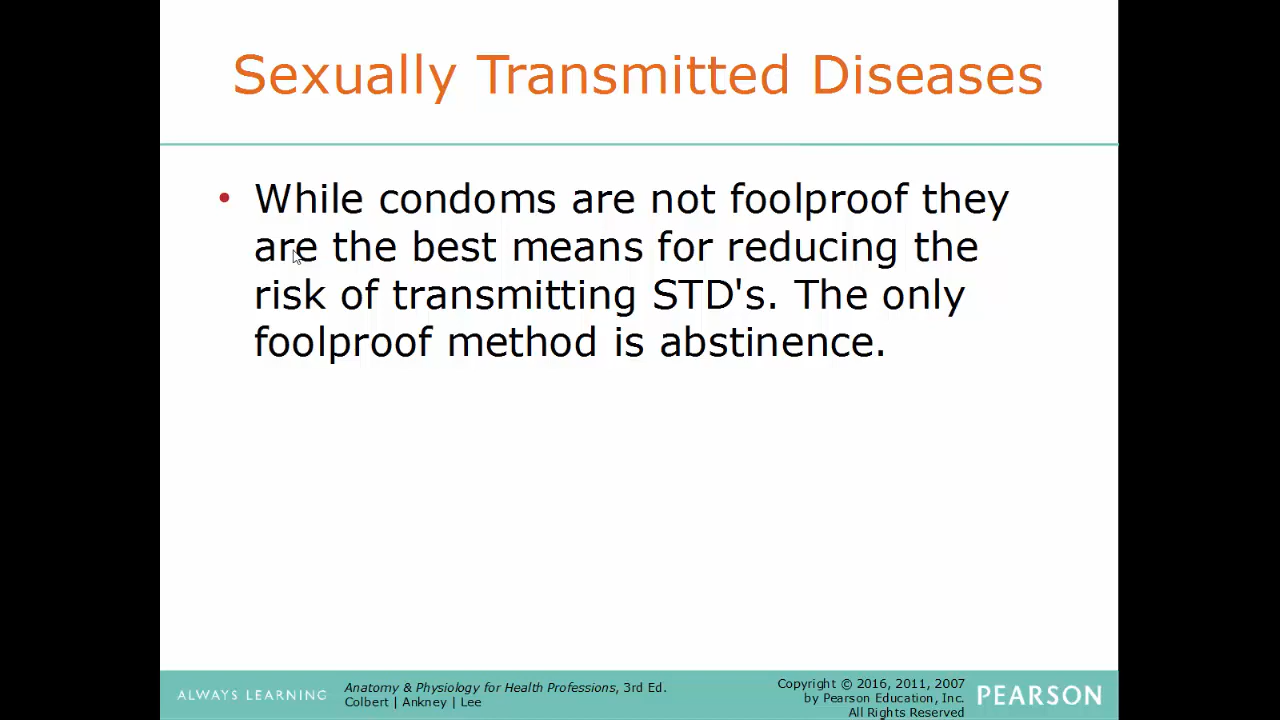 Sexually Transmitted Diseases
• While condoms are not foolproof they
are the best means for reducing the
risk of transmitting STD's. The only
foolproof method is abstinence.
ALWAYS LEARNING
Anatomy & Physiology for Health Professions, 3rd Ed.
Colbert | Ankney | Lee
Copyright © 2016, 2011, 2007
by Pearson Education, Inc.
All Rights Reserved
PEARSON